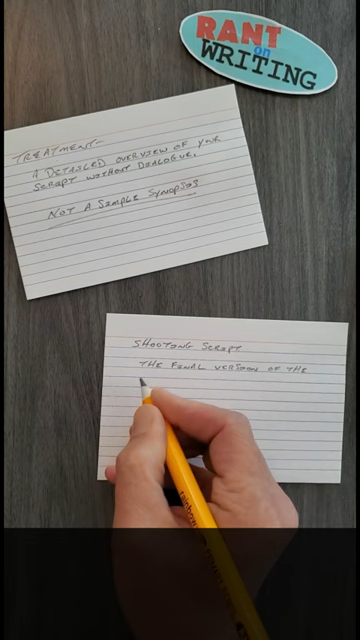 RANT
on
WRITING
TREATMENT-
A DETAILED OVERVIEW OF YOUR
SCRIPT WITHOUT DIALOGUE.
NOT A SIMPLE SYNOPSIS
SHOOTING SCRIPT
THE FINAL VERSION OF THE